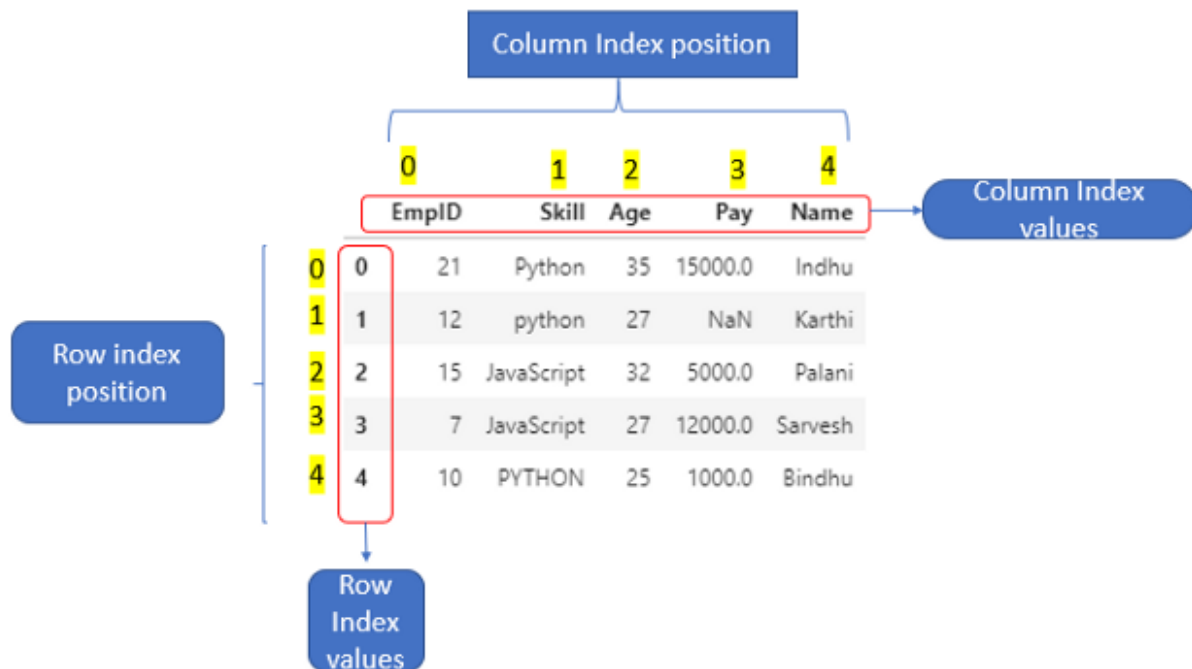 Column Index position
0 1 2 3 4
EmpID Skill Age Pay Name
Column Index
values
0 0 21 Python 35 15000.0 Indhu
1 1 12 python 27 NaN Karthi
Row index
position
2 2 15 JavaScript 32 5000.0 Palani
3 3 7 JavaScript 27 12000.0 Sarvesh
4 4 10 PYTHON 25 1000.0 Bindhu
Row
Index
values